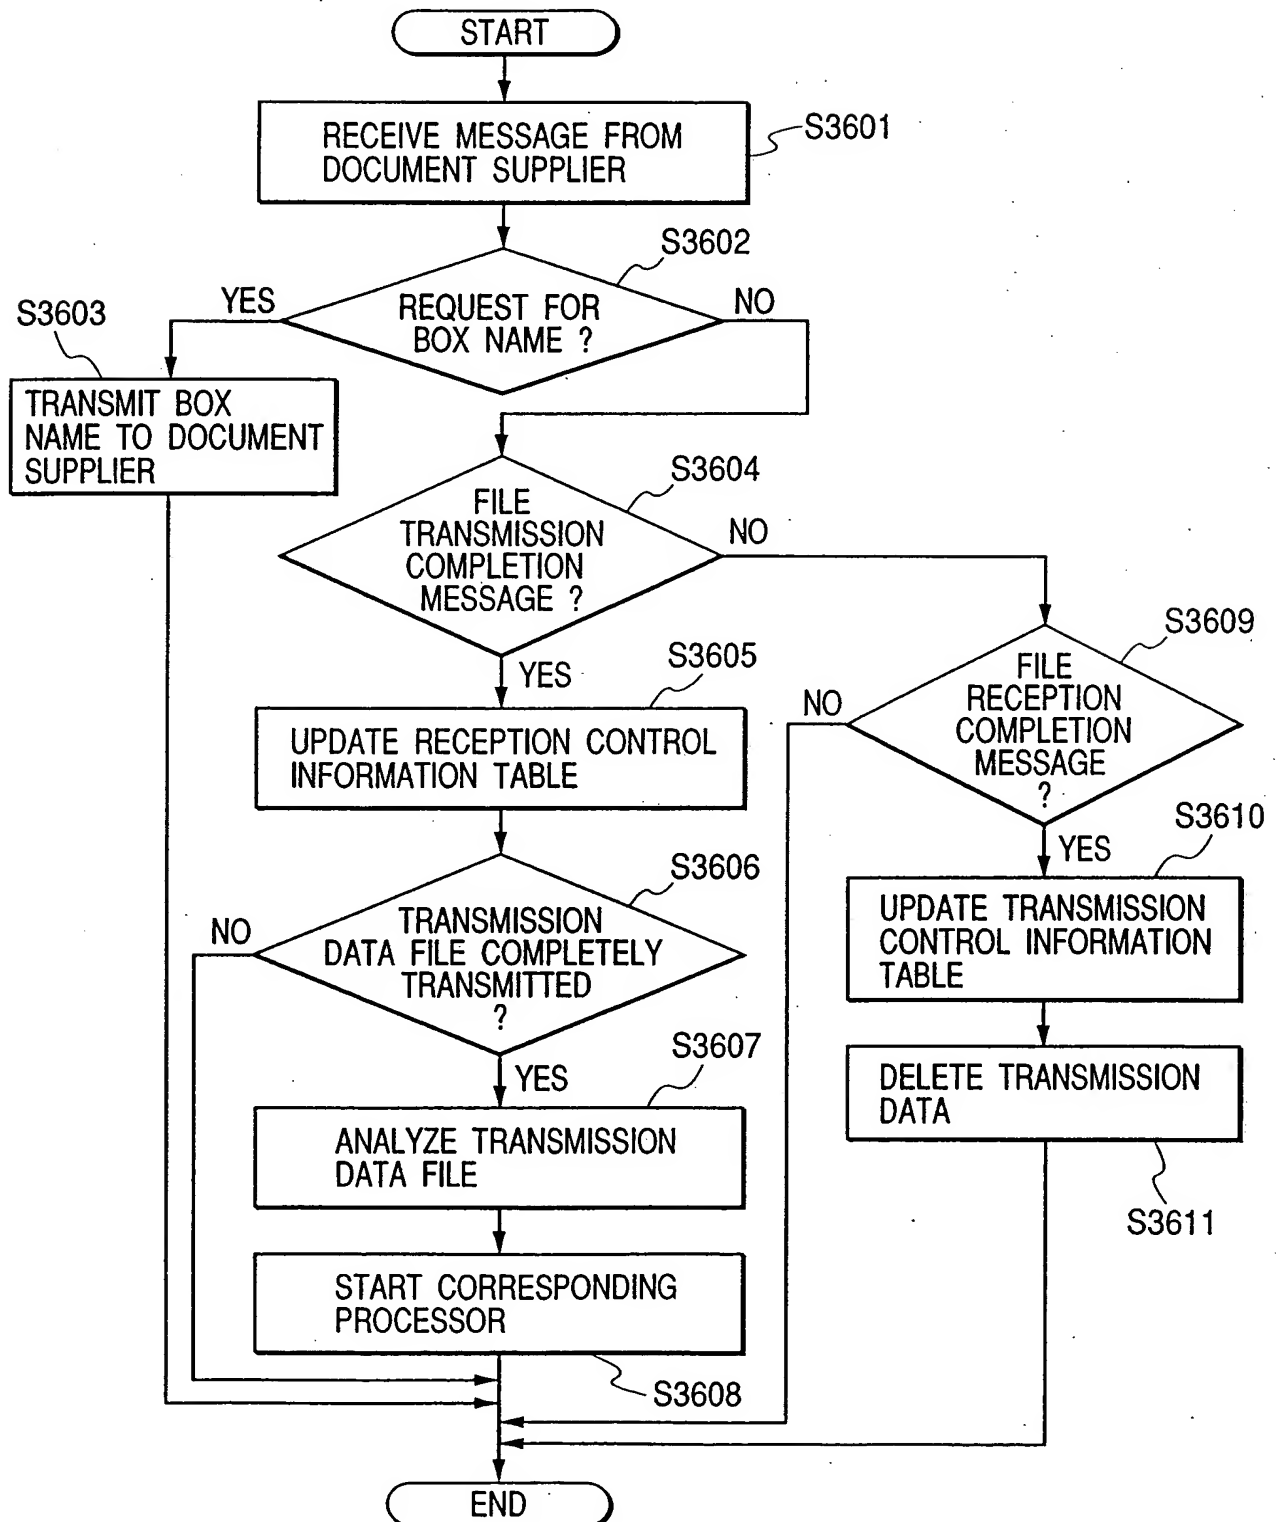 START
RECEIVE MESSAGE FROM
DOCUMENT SUPPLIER
S3601
S3602
REQUEST FOR
BOX NAME ?
YES
NO
S3603
TRANSMIT BOX
NAME TO DOCUMENT
SUPPLIER
S3604
FILE
TRANSMISSION
COMPLETION
MESSAGE ?
NO
YES
S3605
UPDATE RECEPTION CONTROL
INFORMATION TABLE
S3606
TRANSMISSION
DATA FILE COMPLETELY
TRANSMITTED
?
NO
YES
S3607
ANALYZE TRANSMISSION
DATA FILE
START CORRESPONDING
PROCESSOR
S3608
S3609
FILE
RECEPTION
COMPLETION
MESSAGE
?
NO
YES
S3610
UPDATE TRANSMISSION
CONTROL INFORMATION
TABLE
DELETE TRANSMISSION
DATA
S3611
END